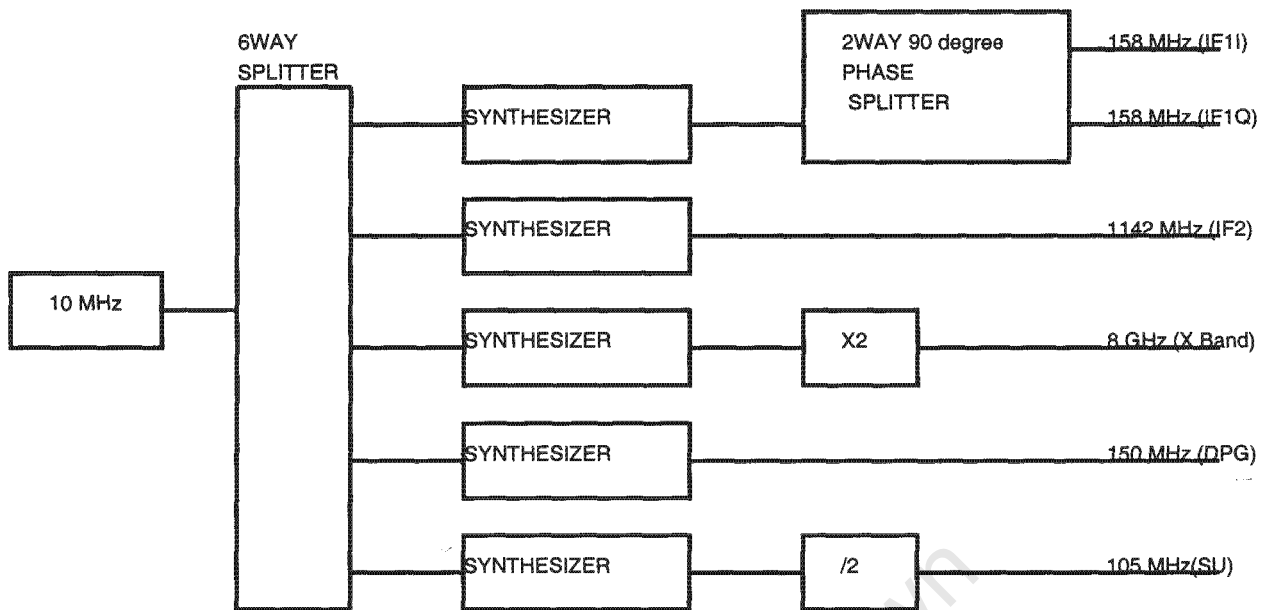 6WAY
SPLITTER
2WAY 90 degree
PHASE
SPLITTER
158 MHz (IF1I)
158 MHz (IF1Q)
SYNTHESIZER
SYNTHESIZER
1142 MHz (IF2)
10 MHz
SYNTHESIZER
X2
8 GHz (X Band)
SYNTHESIZER
150 MHz (DPG)
SYNTHESIZER
/2
105 MHz(SU)
wn